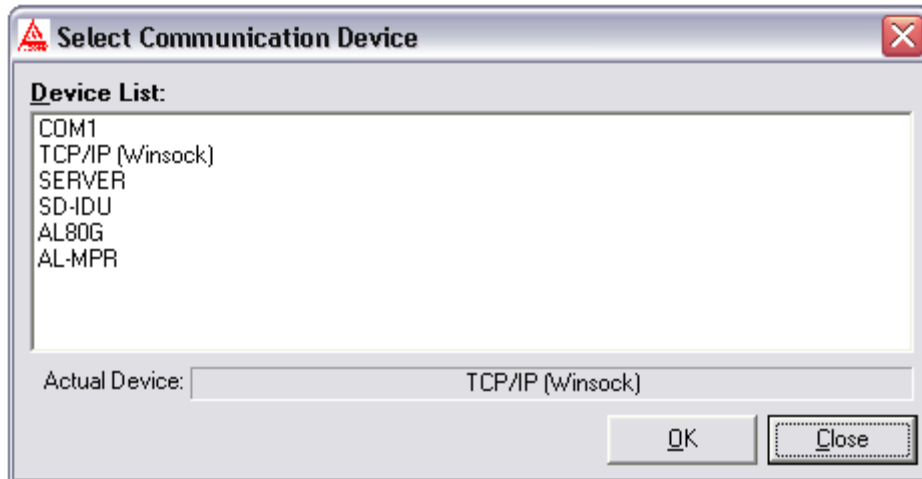 Select Communication Device
Device List:
COM1
TCP/IP (Winsock)
SERVER
SD-IDU
AL80G
AL-MPR
Actual Device: TCP/IP (Winsock)
OK Close